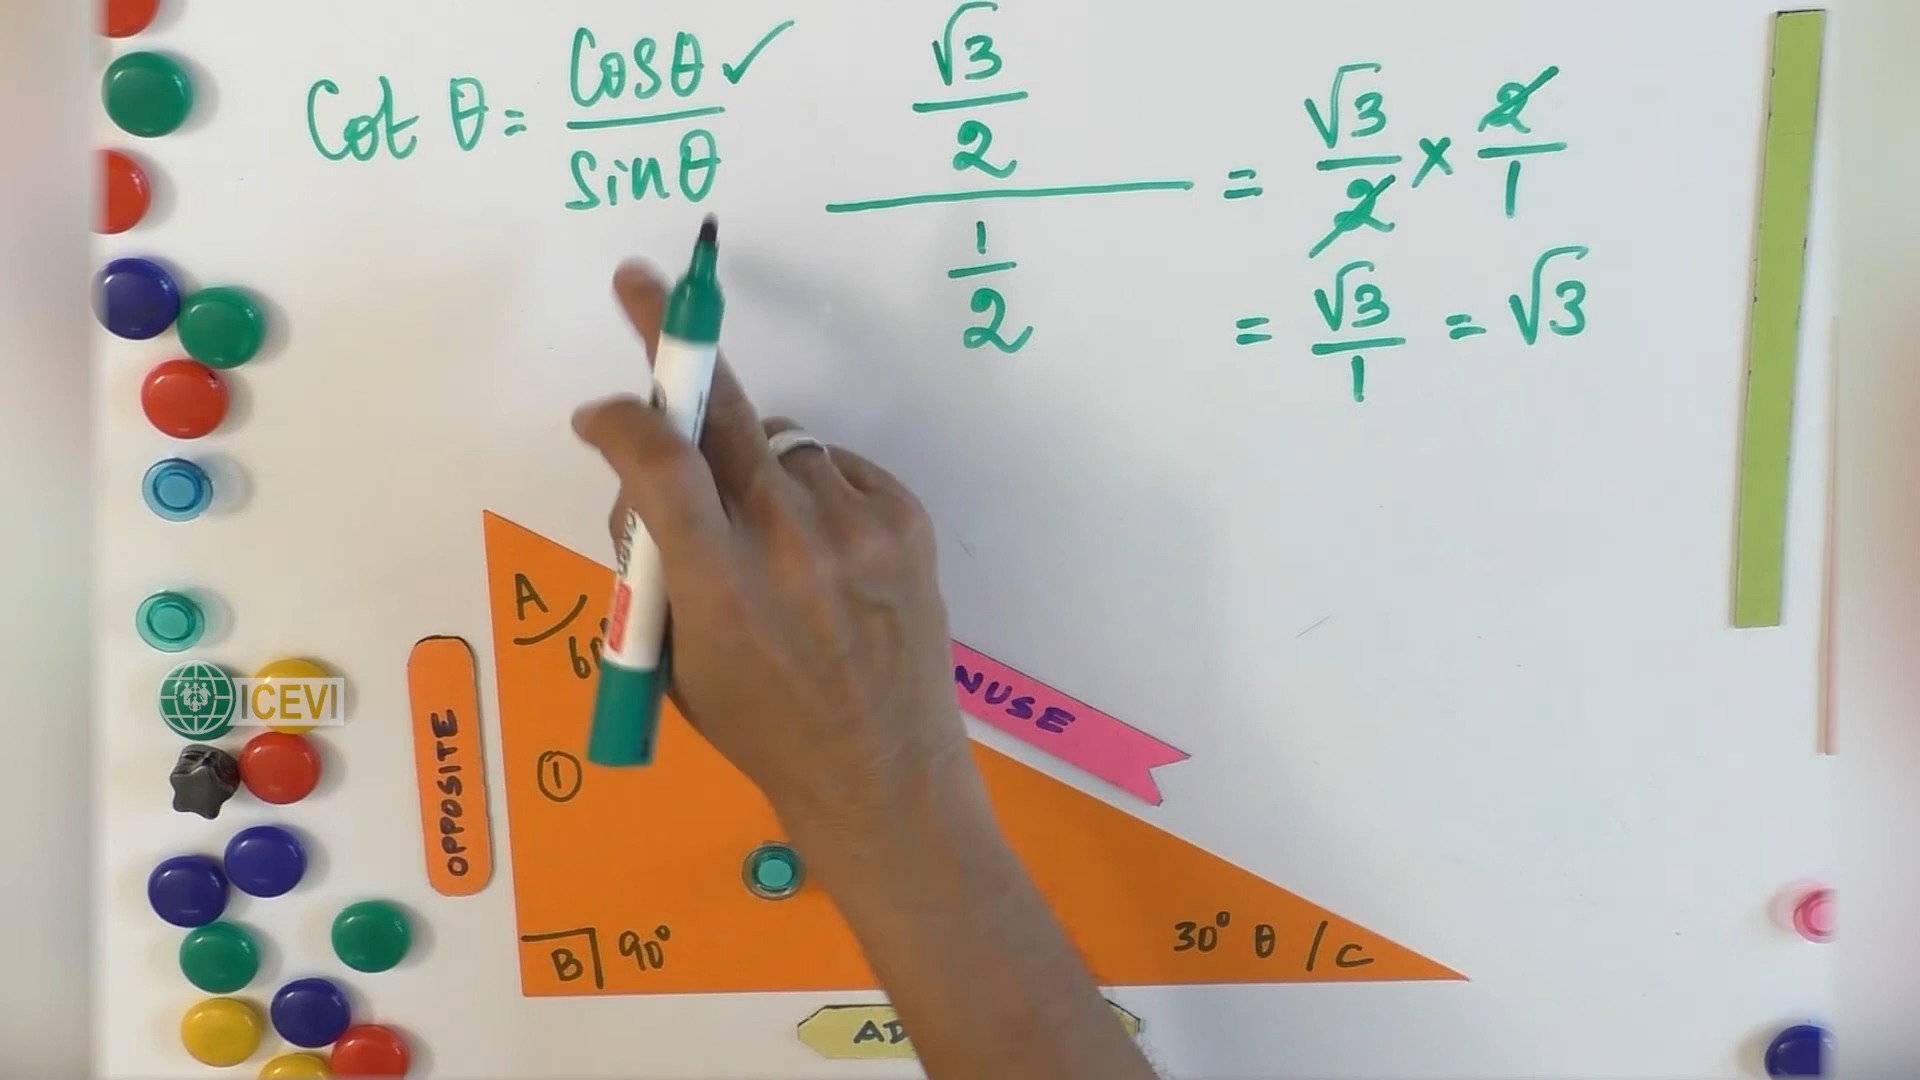 Cot θ = Cosθ / sinθ ✓
√3/2 / 1/2 = √3/2 × 2/1
= √3/1 = √3
A
60
NUSE
OPPOSITE
①
B 90°
30° θ / C
AD
ICEVI